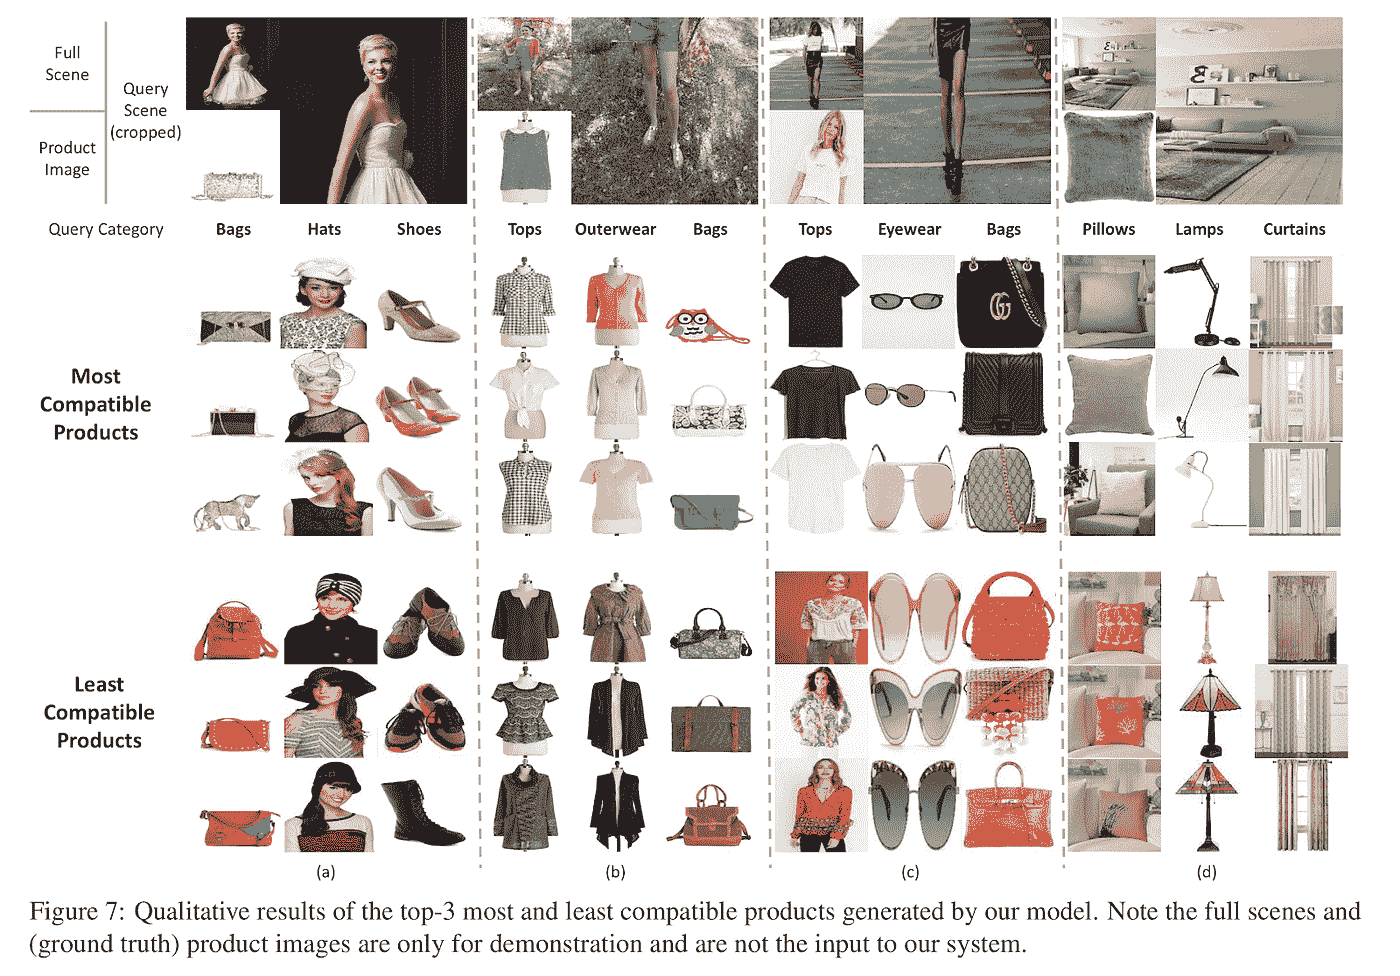 Full
Scene
Query
Scene
(cropped)
Product
Image
Query Category
Bags Hats Shoes
Tops Outerwear Bags
Tops Eyewear Bags
Pillows Lamps Curtains
Most
Compatible
Products
Least
Compatible
Products
(a) (b) (c) (d)
Figure 7: Qualitative results of the top-3 most and least compatible products generated by our model. Note the full scenes and
(ground truth) product images are only for demonstration and are not the input to our system.